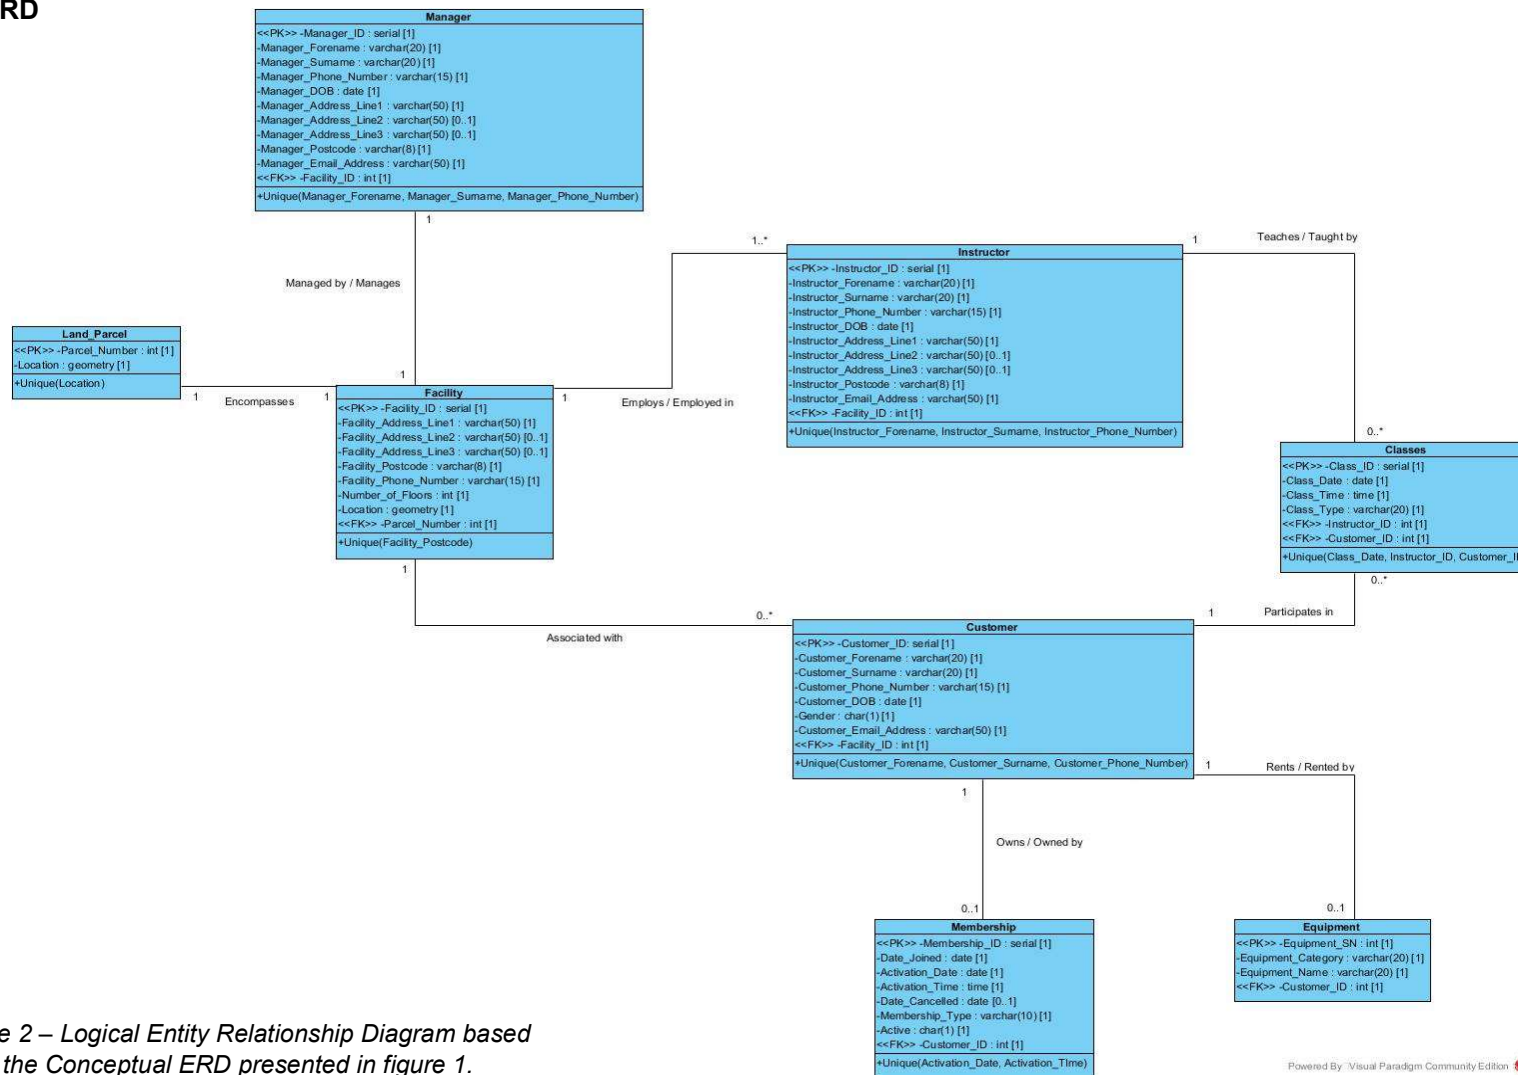 RD
Manager
<<PK>> -Manager_ID : serial [1]
-Manager_Forename : varchar(20) [1]
-Manager_Surname : varchar(20) [1]
-Manager_Phone_Number : varchar(15) [1]
-Manager_DOB : date [1]
-Manager_Address_Line1 : varchar(50) [1]
-Manager_Address_Line2 : varchar(50) [0..1]
-Manager_Address_Line3 : varchar(50) [0..1]
-Manager_Postcode : varchar(8) [1]
-Manager_Email_Address : varchar(50) [1]
<<FK>> -Facility_ID : int [1]
+Unique(Manager_Forename, Manager_Surname, Manager_Phone_Number)
1
Managed by / Manages
1
Land_Parcel
<<PK>> -Parcel_Number : int [1]
-Location : geometry [1]
+Unique(Location)
1
Encompasses
1
Facility
<<PK>> -Facility_ID : serial [1]
-Facility_Address_Line1 : varchar(50) [1]
-Facility_Address_Line2 : varchar(50) [0..1]
-Facility_Address_Line3 : varchar(50) [0..1]
-Facility_Postcode : varchar(8) [1]
-Facility_Phone_Number : varchar(15) [1]
-Number_of_Floors : int [1]
-Location : geometry [1]
<<FK>> -Parcel_Number : int [1]
+Unique(Facility_Postcode)
1
Employs / Employed in
1..*
Instructor
<<PK>> -Instructor_ID : serial [1]
-Instructor_Forename : varchar(20) [1]
-Instructor_Surname : varchar(20) [1]
-Instructor_Phone_Number : varchar(15) [1]
-Instructor_DOB : date [1]
-Instructor_Address_Line1 : varchar(50) [1]
-Instructor_Address_Line2 : varchar(50) [0..1]
-Instructor_Address_Line3 : varchar(50) [0..1]
-Instructor_Postcode : varchar(8) [1]
-Instructor_Email_Address : varchar(50) [1]
<<FK>> -Facility_ID : int [1]
+Unique(Instructor_Forename, Instructor_Surname, Instructor_Phone_Number)
1
Teaches / Taught by
0..*
Classes
<<PK>> -Class_ID : serial [1]
-Class_Date : date [1]
-Class_Time : time [1]
-Class_Type : varchar(20) [1]
<<FK>> -Instructor_ID : int [1]
<<FK>> -Customer_ID : int [1]
+Unique(Class_Date, Instructor_ID, Customer_I
0..*
Participates in
1
1
Associated with
0..*
Customer
<<PK>> -Customer_ID: serial [1]
-Customer_Forename : varchar(20) [1]
-Customer_Surname : varchar(20) [1]
-Customer_Phone_Number : varchar(15) [1]
-Customer_DOB : date [1]
-Gender : char(1) [1]
-Customer_Email_Address : varchar(50) [1]
<<FK>> -Facility_ID : int [1]
+Unique(Customer_Forename, Customer_Surname, Customer_Phone_Number)
1
Rents / Rented by
0..1
1
Owns / Owned by
0..1
Membership
<<PK>> -Membership_ID : serial [1]
-Date_Joined : date [1]
-Activation_Date : date [1]
-Activation_Time : time [1]
-Date_Cancelled : date [0..1]
-Membership_Type : varchar(10) [1]
-Active : char(1) [1]
<<FK>> -Customer_ID : int [1]
+Unique(Activation_Date, Activation_TIme)
Equipment
<<PK>> -Equipment_SN : int [1]
-Equipment_Category : varchar(20) [1]
-Equipment_Name : varchar(20) [1]
<<FK>> -Customer_ID : int [1]
e 2 – Logical Entity Relationship Diagram based
the Conceptual ERD presented in figure 1.
Powered By Visual Paradigm Community Edition